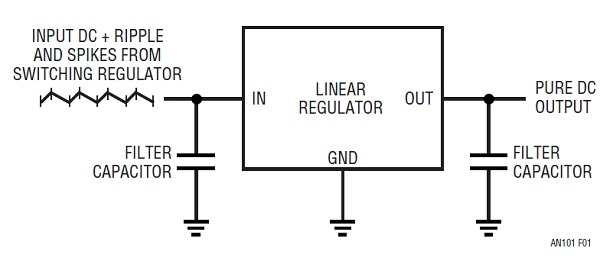 INPUT DC + RIPPLE
AND SPIKES FROM
SWITCHING REGULATOR
IN
LINEAR
REGULATOR
OUT
PURE DC
OUTPUT
GND
FILTER
CAPACITOR
FILTER
CAPACITOR
AN101 F01